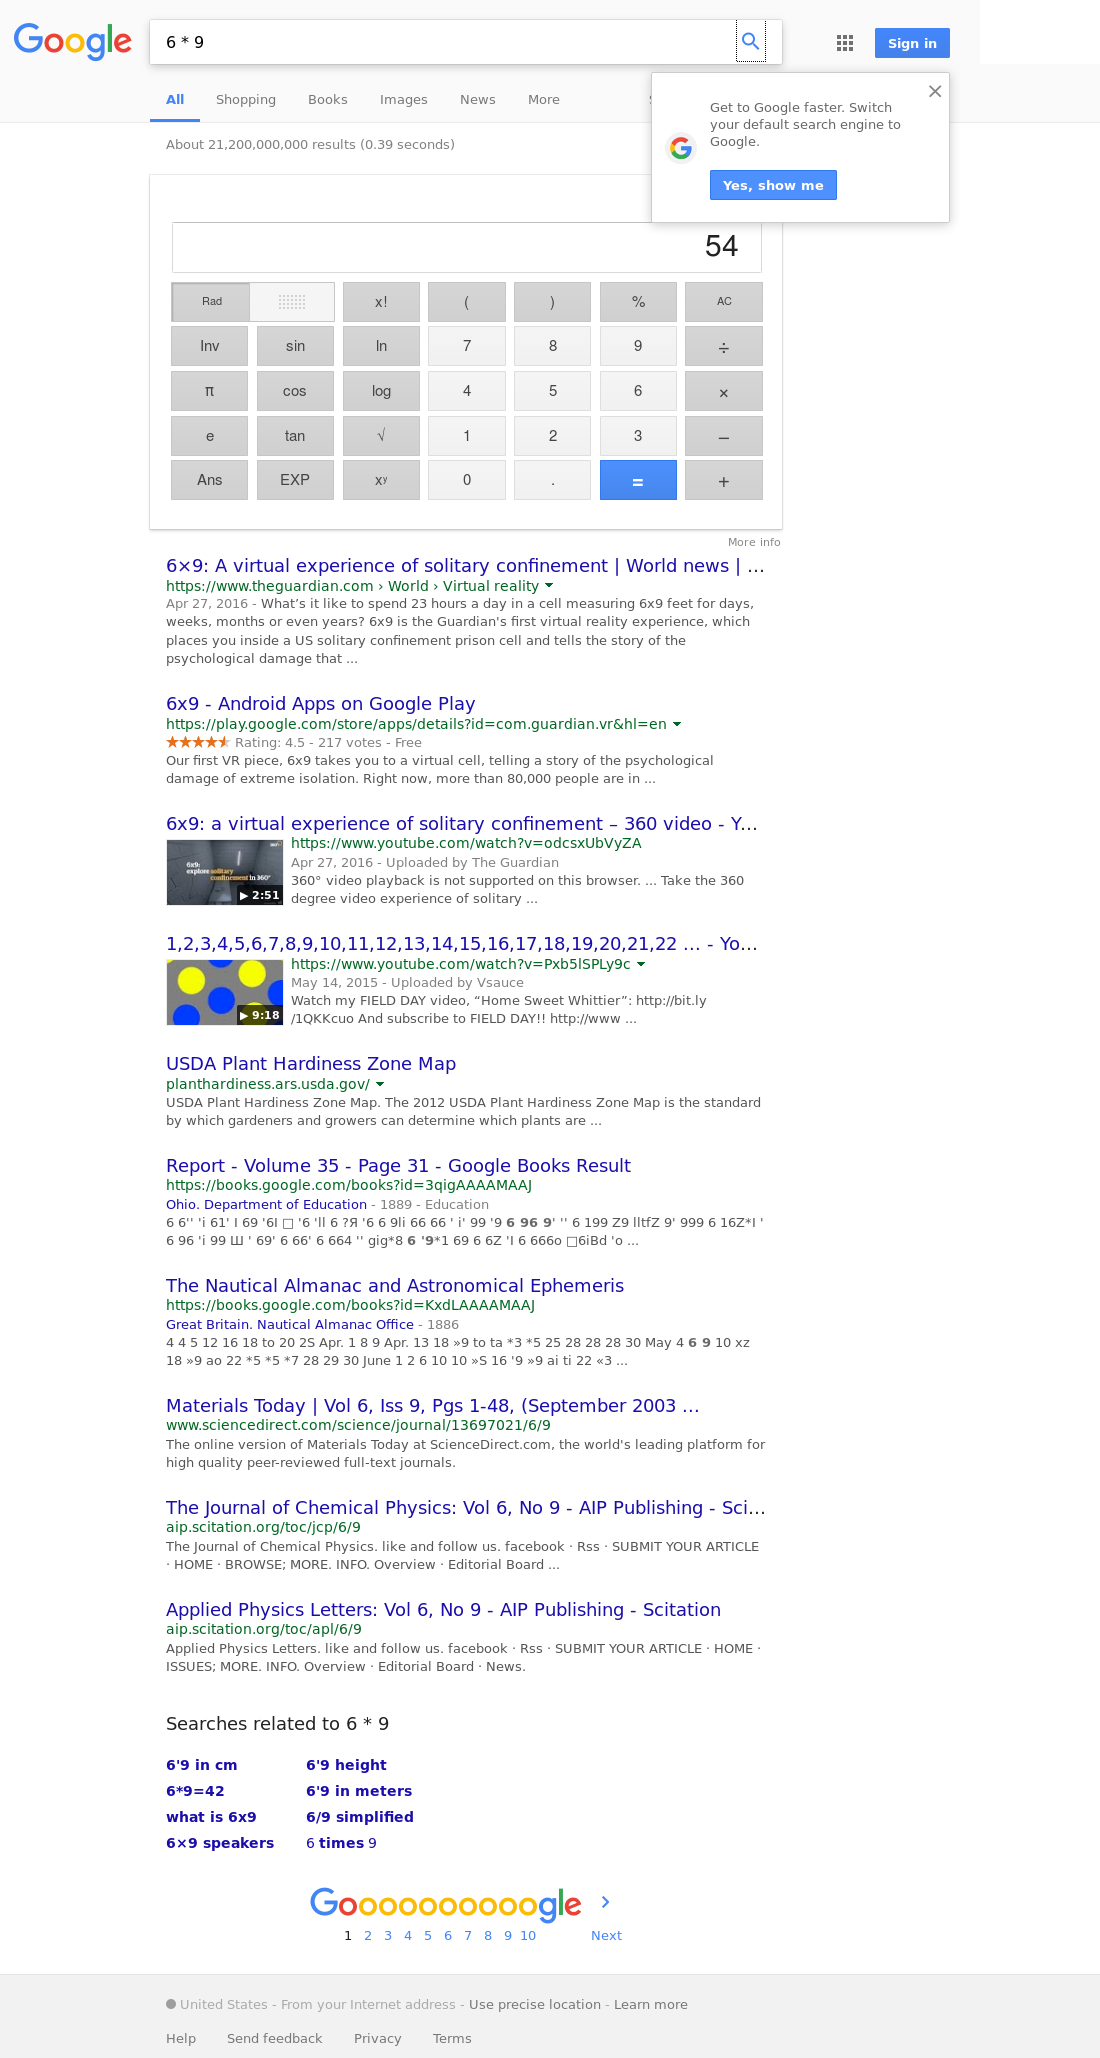 Google
6 * 9
Sign in
All Shopping Books Images News More
Get to Google faster. Switch
your default search engine to
Google.
Yes, show me
About 21,200,000,000 results (0.39 seconds)
54
Rad x! ( ) % AC
Inv sin ln 7 8 9 ÷
π cos log 4 5 6 ×
e tan √ 1 2 3 −
Ans EXP xʸ 0 . = +
More info
6×9: A virtual experience of solitary confinement | World news | ...
https://www.theguardian.com › World › Virtual reality
Apr 27, 2016 - What’s it like to spend 23 hours a day in a cell measuring 6x9 feet for days,
weeks, months or even years? 6x9 is the Guardian's first virtual reality experience, which
places you inside a US solitary confinement prison cell and tells the story of the
psychological damage that ...
6x9 - Android Apps on Google Play
https://play.google.com/store/apps/details?id=com.guardian.vr&hl=en
Rating: 4.5 - 217 votes - Free
Our first VR piece, 6x9 takes you to a virtual cell, telling a story of the psychological
damage of extreme isolation. Right now, more than 80,000 people are in ...
6x9: a virtual experience of solitary confinement – 360 video - Y...
https://www.youtube.com/watch?v=odcsxUbVyZA
Apr 27, 2016 - Uploaded by The Guardian
360° video playback is not supported on this browser. ... Take the 360
degree video experience of solitary ...
6x9:
explore solitary
confinement in 360°
2:51
1,2,3,4,5,6,7,8,9,10,11,12,13,14,15,16,17,18,19,20,21,22 ... - Yo...
https://www.youtube.com/watch?v=Pxb5lSPLy9c
May 14, 2015 - Uploaded by Vsauce
Watch my FIELD DAY video, “Home Sweet Whittier”: http://bit.ly
/1QKKcuo And subscribe to FIELD DAY!! http://www ...
9:18
USDA Plant Hardiness Zone Map
planthardiness.ars.usda.gov/
USDA Plant Hardiness Zone Map. The 2012 USDA Plant Hardiness Zone Map is the standard
by which gardeners and growers can determine which plants are ...
Report - Volume 35 - Page 31 - Google Books Result
https://books.google.com/books?id=3qigAAAAMAAJ
Ohio. Department of Education - 1889 - Education
6 6'' 'i 61' I 69 '6I □ '6 'll 6 ?Я '6 6 9li 66 66 ' i' 99 '9 6 96 9' '' 6 199 Z9 lltfZ 9' 999 6 16Z*I '
6 96 'i 99 Ш ' 69' 6 66' 6 664 '' gig*8 6 '9*1 69 6 6Z 'I 6 666o □6iBd 'o ...
The Nautical Almanac and Astronomical Ephemeris
https://books.google.com/books?id=KxdLAAAAMAAJ
Great Britain. Nautical Almanac Office - 1886
4 4 5 12 16 18 to 20 2S Apr. 1 8 9 Apr. 13 18 »9 to ta *3 *5 25 28 28 28 30 May 4 6 9 10 xz
18 »9 ao 22 *5 *5 *7 28 29 30 June 1 2 6 10 10 »S 16 '9 »9 ai ti 22 «3 ...
Materials Today | Vol 6, Iss 9, Pgs 1-48, (September 2003 ...
www.sciencedirect.com/science/journal/13697021/6/9
The online version of Materials Today at ScienceDirect.com, the world's leading platform for
high quality peer-reviewed full-text journals.
The Journal of Chemical Physics: Vol 6, No 9 - AIP Publishing - Sci...
aip.scitation.org/toc/jcp/6/9
The Journal of Chemical Physics. like and follow us. facebook · Rss · SUBMIT YOUR ARTICLE
· HOME · BROWSE; MORE. INFO. Overview · Editorial Board ...
Applied Physics Letters: Vol 6, No 9 - AIP Publishing - Scitation
aip.scitation.org/toc/apl/6/9
Applied Physics Letters. like and follow us. facebook · Rss · SUBMIT YOUR ARTICLE · HOME ·
ISSUES; MORE. INFO. Overview · Editorial Board · News.
Searches related to 6 * 9
6'9 in cm 6'9 height
6*9=42 6'9 in meters
what is 6x9 6/9 simplified
6×9 speakers 6 times 9
Goooooooooogle
1 2 3 4 5 6 7 8 9 10 Next
United States - From your Internet address - Use precise location - Learn more
Help Send feedback Privacy Terms